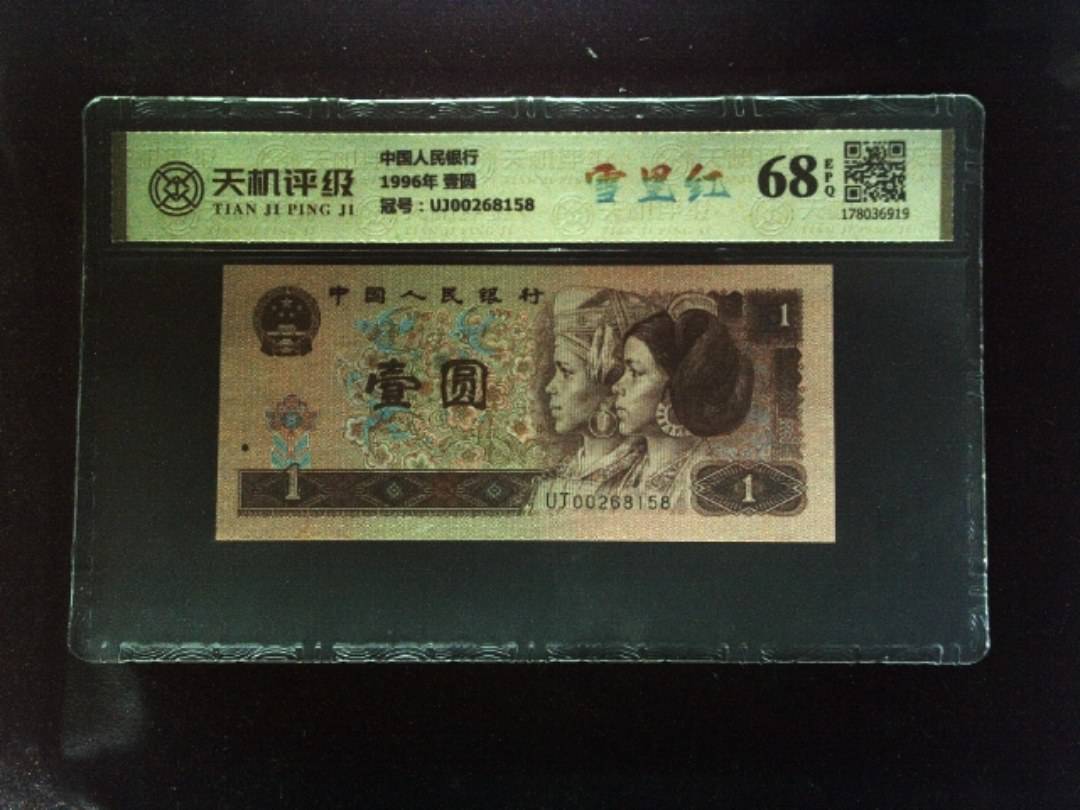 天机评级
TIAN JI PING JI
中国人民银行
1996年 壹圆
冠号：UJ00268158
雪里红
68
EPQ
178036919
中国人民银行
1
壹圆
1
UJ00268158
1